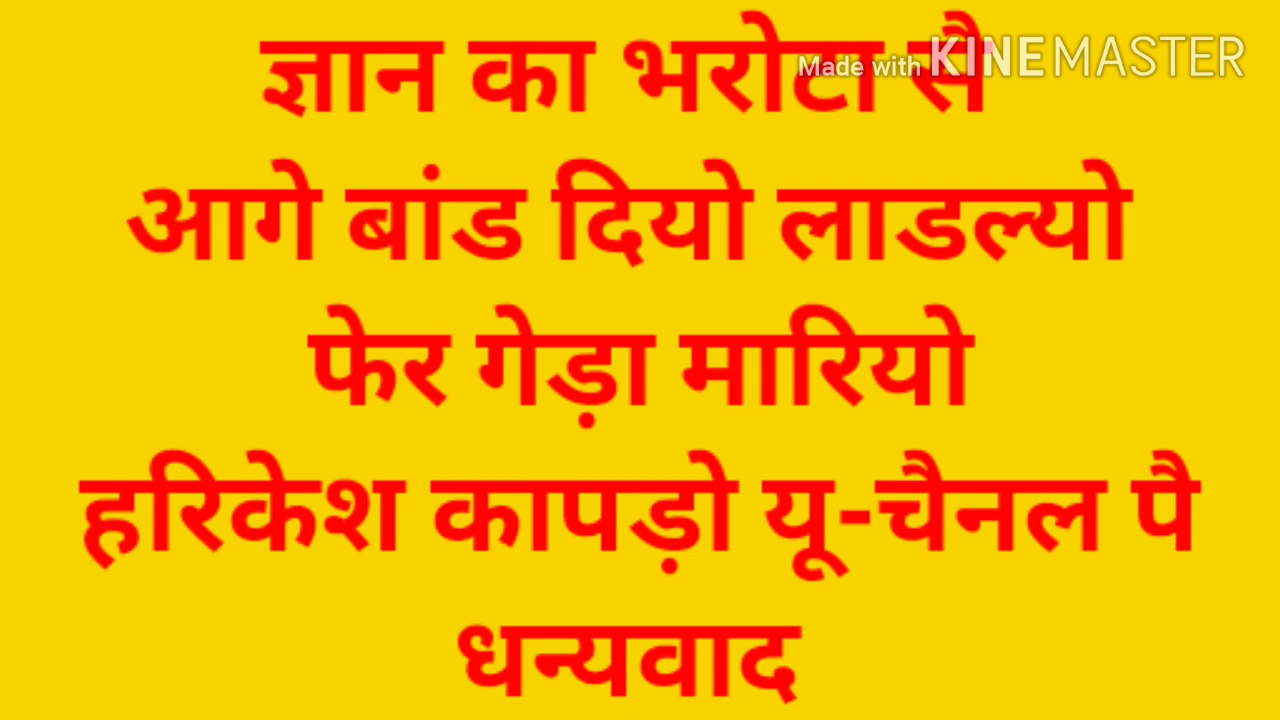 ज्ञान का भरोटा सै
Made with KINEMASTER
आगे बांड दियो लाडल्यो
फेर गेड़ा मारियो
हरिकेश कापड़ो यू-चैनल पै
धन्यवाद